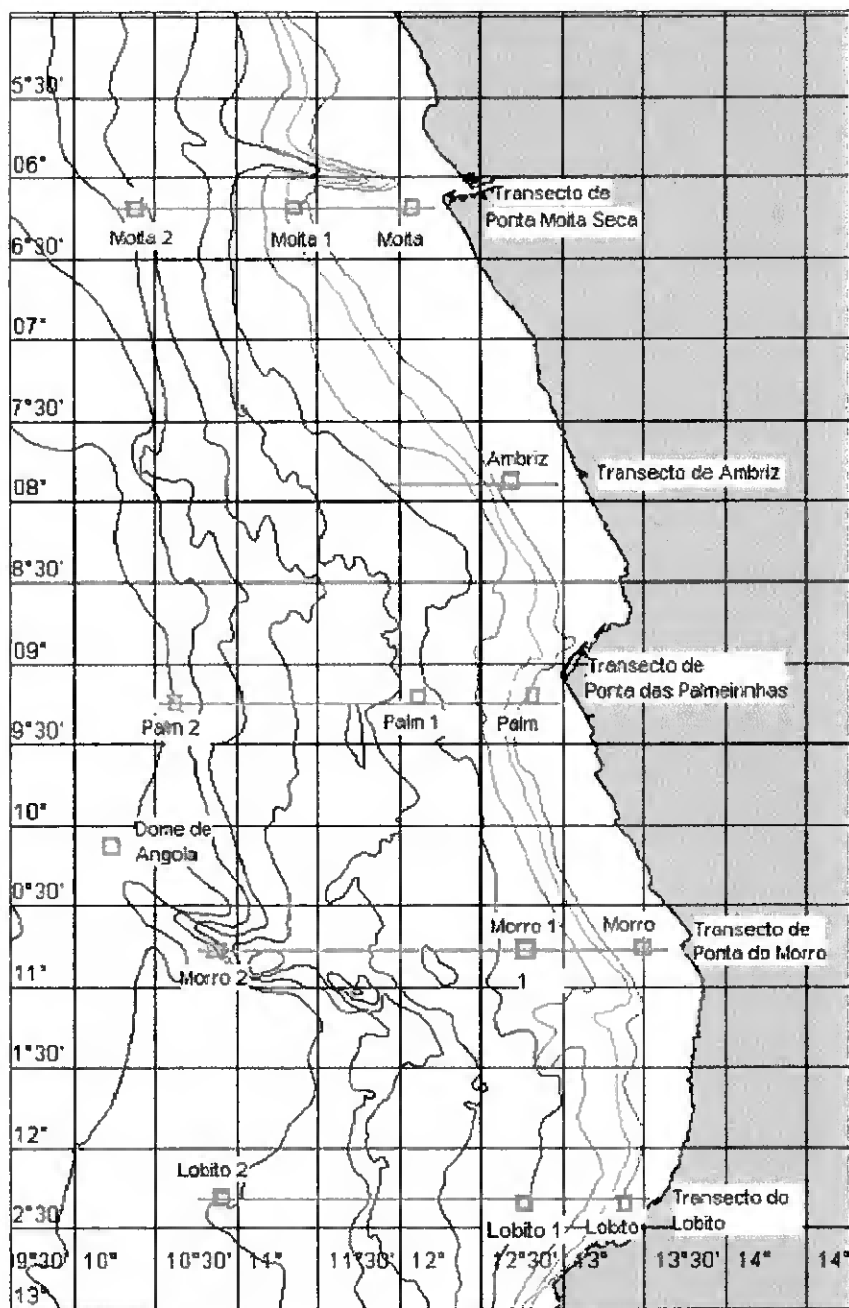 5°30'
06°
Transecto de
Ponta Moita Seca
Moita 2
Moita 1
Moita
6°30'
07°
7°30'
Ambriz
Transecto de Ambriz
08°
8°30'
09°
Transecto de
Ponta das Palmeirinhas
Palm 2
Palm 1
Palm
9°30'
10°
Dome de
Angola
0°30'
Morro 1
Morro
Transecto de
Ponta do Morro
Morro 2
11°
1
1°30'
12°
Lobito 2
Transecto do
Lobito
2°30'
Lobito 1
Lobito
9°30'
10°
10°30'
11°
11°30'
12°
12°30'
13°
13°30'
14°
14°
13°